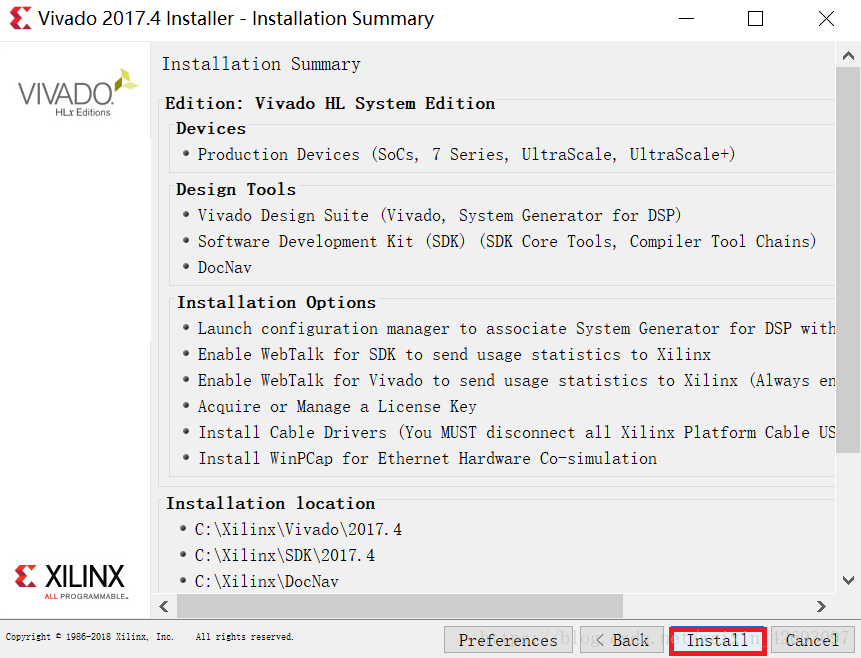 Vivado 2017.4 Installer - Installation Summary
VIVADO.
HLx Editions
Installation Summary
Edition: Vivado HL System Edition
Devices
Production Devices (SoCs, 7 Series, UltraScale, UltraScale+)
Design Tools
Vivado Design Suite (Vivado, System Generator for DSP)
Software Development Kit (SDK) (SDK Core Tools, Compiler Tool Chains)
DocNav
Installation Options
Launch configuration manager to associate System Generator for DSP with
Enable WebTalk for SDK to send usage statistics to Xilinx
Enable WebTalk for Vivado to send usage statistics to Xilinx (Always en
Acquire or Manage a License Key
Install Cable Drivers (You MUST disconnect all Xilinx Platform Cable US
Install WinPCap for Ethernet Hardware Co-simulation
Installation location
C:\Xilinx\Vivado\2017.4
C:\Xilinx\SDK\2017.4
C:\Xilinx\DocNav
XILINX
ALL PROGRAMMABLE™
Copyright © 1986-2018 Xilinx, Inc. All rights reserved.
Preferences < Back Install Cancel